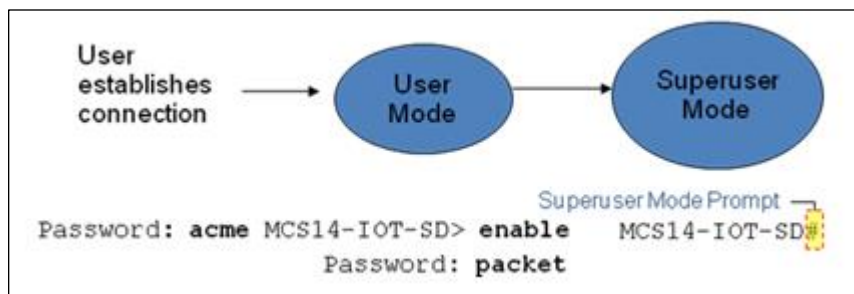 User
establishes
connection
User
Mode
Superuser
Mode
Superuser Mode Prompt
Password: acme MCS14-IOT-SD> enable MCS14-IOT-SD#
Password: packet